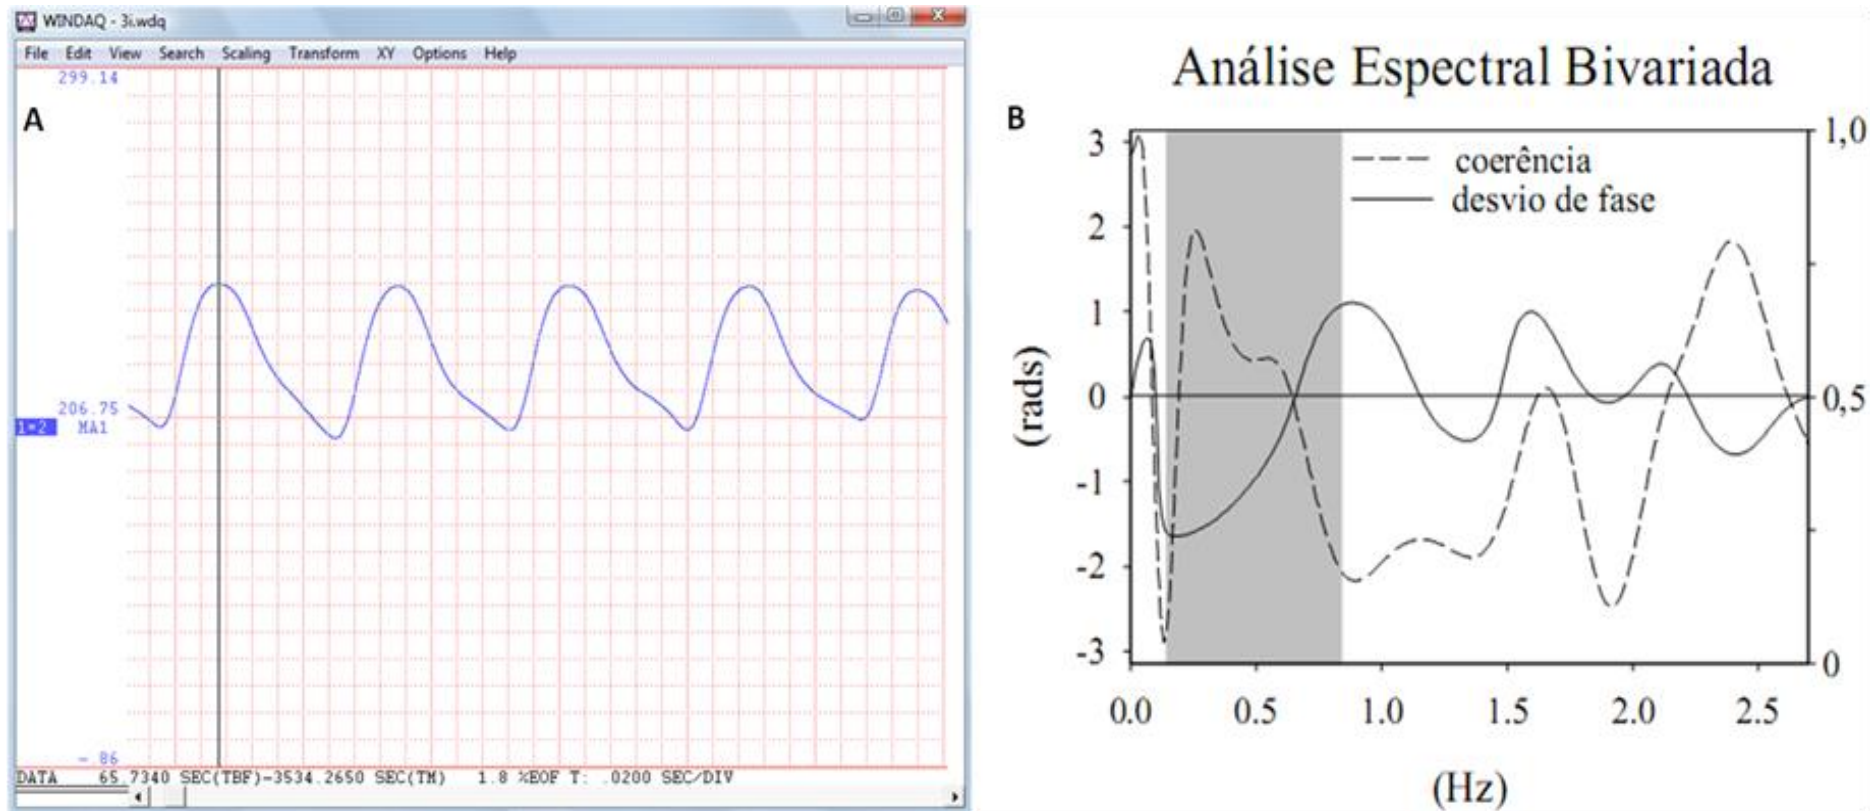 WINDAQ - 3i.wdq
File Edit View Search Scaling Transform XY Options Help
299.14
A
206.75
1=2 MA1
-.86
DATA 65.7340 SEC(TBF)=3534.2650 SEC(TM) 1.8 %EOF T: .0200 SEC/DIV
Análise Espectral Bivariada
B
coerência
desvio de fase
3
2
1
0
-1
-2
-3
(rads)
1,0
0,5
0
0.0 0.5 1.0 1.5 2.0 2.5
(Hz)